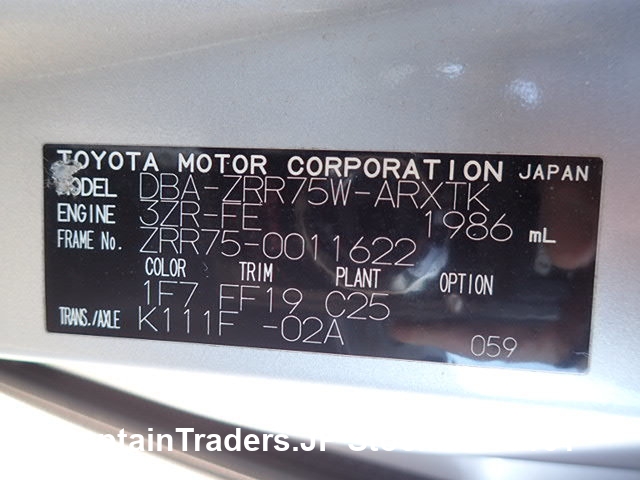 TOYOTA MOTOR CORPORATION JAPAN
MODEL DBA-ZRR75W-ARXTK
ENGINE 3ZR-FE 1986 mL
FRAME No. ZRR75-0011622
COLOR TRIM PLANT OPTION
1F7 FF19 C25
TRANS./AXLE K111F -02A
059